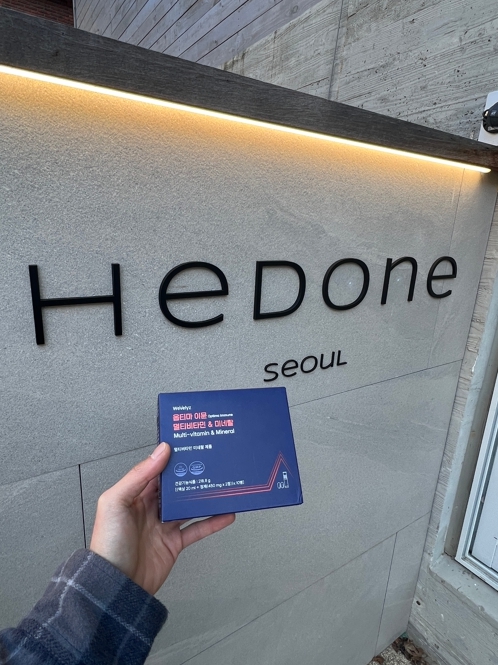 HeDone
seoul
옵티마 이뮨 Optima Immune
멀티비타민 & 미네랄
Multi-vitamin & Mineral
멀티비타민 미네랄 제품